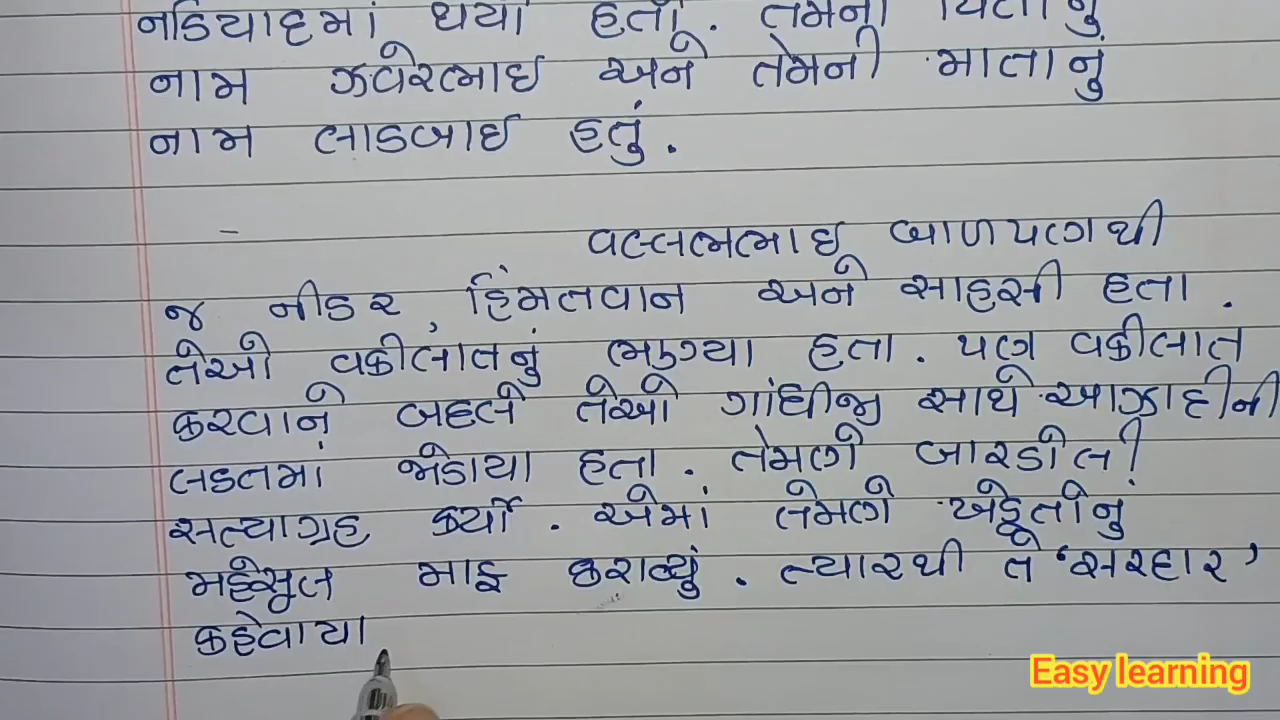 નડિયાદમાં થયો હતો. તેમના પિતાનું
નામ ઝવેરભાઈ અને તેમની માતાનું
નામ લાડબાઈ હતું.
વલ્લભભાઈ બાળપણથી
જ નીડર, હિંમતવાન અને સાહસી હતા.
તેઓ વકીલાતનું ભણ્યા હતા. પણ વકીલાત
કરવાને બદલે તેઓ ગાંધીજી સાથે આઝાદીની
લડતમાં જોડાયા હતા. તેમણે બારડોલી
સત્યાગ્રહ કર્યો. એમાં તેમણે ખેડૂતોનું
મહેસૂલ માફ કરાવ્યું. ત્યારથી તે 'સરદાર'
કહેવાયા
Easy learning